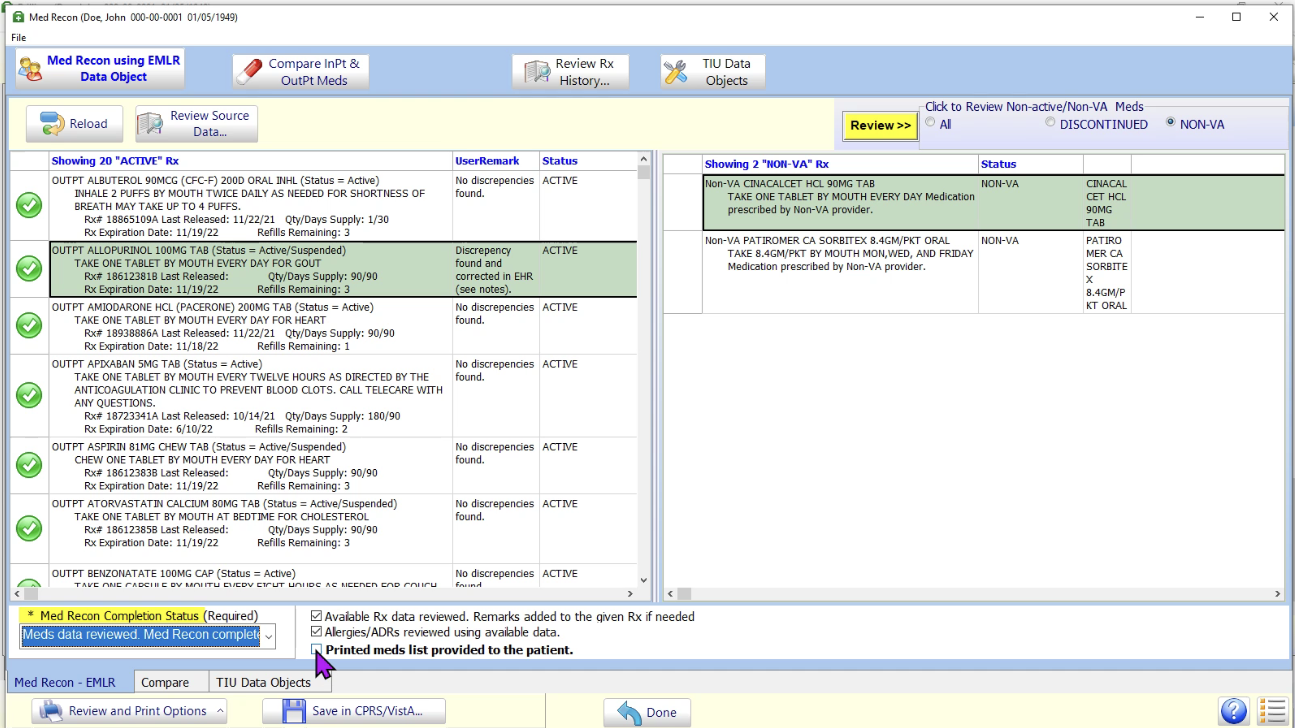 Med Recon (Doe, John 000-00-0001 01/05/1949)
File
Med Recon using EMLR
Data Object
Compare InPt &
OutPt Meds
Review Rx
History...
TIU Data
Objects
Reload
Review Source
Data...
Review >>
Click to Review Non-active/Non-VA Meds
All
DISCONTINUED
NON-VA
Showing 20 "ACTIVE" Rx
UserRemark
Status
OUTPT ALBUTEROL 90MCG (CFC-F) 200D ORAL INHL (Status = Active)
INHALE 2 PUFFS BY MOUTH TWICE DAILY AS NEEDED FOR SHORTNESS OF
BREATH MAY TAKE UP TO 4 PUFFS.
Rx# 18865109A Last Released: 11/22/21 Qty/Days Supply: 1/30
Rx Expiration Date: 11/19/22 Refills Remaining: 3
No discrepencies
found.
ACTIVE
OUTPT ALLOPURINOL 100MG TAB (Status = Active/Suspended)
TAKE ONE TABLET BY MOUTH EVERY DAY FOR GOUT
Rx# 18612381B Last Released: Qty/Days Supply: 90/90
Rx Expiration Date: 11/19/22 Refills Remaining: 3
Discrepency
found and
corrected in EHR
(see notes).
ACTIVE
OUTPT AMIODARONE HCL (PACERONE) 200MG TAB (Status = Active)
TAKE ONE TABLET BY MOUTH EVERY DAY FOR HEART
Rx# 18938886A Last Released: 11/22/21 Qty/Days Supply: 90/90
Rx Expiration Date: 11/18/22 Refills Remaining: 1
No discrepencies
found.
ACTIVE
OUTPT APIXABAN 5MG TAB (Status = Active)
TAKE ONE TABLET BY MOUTH EVERY TWELVE HOURS AS DIRECTED BY THE
ANTICOAGULATION CLINIC TO PREVENT BLOOD CLOTS. CALL TELECARE WITH
ANY QUESTIONS.
Rx# 18723341A Last Released: 10/14/21 Qty/Days Supply: 180/90
Rx Expiration Date: 6/10/22 Refills Remaining: 2
No discrepencies
found.
ACTIVE
OUTPT ASPIRIN 81MG CHEW TAB (Status = Active/Suspended)
CHEW ONE TABLET BY MOUTH EVERY DAY FOR HEART
Rx# 18612383B Last Released: Qty/Days Supply: 90/90
Rx Expiration Date: 11/19/22 Refills Remaining: 3
No discrepencies
found.
ACTIVE
OUTPT ATORVASTATIN CALCIUM 80MG TAB (Status = Active/Suspended)
TAKE ONE TABLET BY MOUTH AT BEDTIME FOR CHOLESTEROL
Rx# 18612385B Last Released: Qty/Days Supply: 90/90
Rx Expiration Date: 11/19/22 Refills Remaining: 3
No discrepencies
found.
ACTIVE
OUTPT BENZONATATE 100MG CAP (Status = Active)
TAKE ONE CAPSULE BY MOUTH EVERY EIGHT HOURS AS NEEDED FOR COUGH
No discrepencies
found.
ACTIVE
Showing 2 "NON-VA" Rx
Status
Non-VA CINACALCET HCL 90MG TAB
TAKE ONE TABLET BY MOUTH EVERY DAY Medication
prescribed by Non-VA provider.
NON-VA
CINACAL
CET HCL
90MG
TAB
Non-VA PATIROMER CA SORBITEX 8.4GM/PKT ORAL
TAKE 8.4GM/PKT BY MOUTH MON,WED, AND FRIDAY
Medication prescribed by Non-VA provider.
NON-VA
PATIRO
MER CA
SORBITE
X
8.4GM/P
KT ORAL
* Med Recon Completion Status (Required)
Meds data reviewed. Med Recon complete
Available Rx data reviewed. Remarks added to the given Rx if needed
Allergies/ADRs reviewed using available data.
Printed meds list provided to the patient.
Med Recon - EMLR
Compare
TIU Data Objects
Review and Print Options
Save in CPRS/VistA...
Done